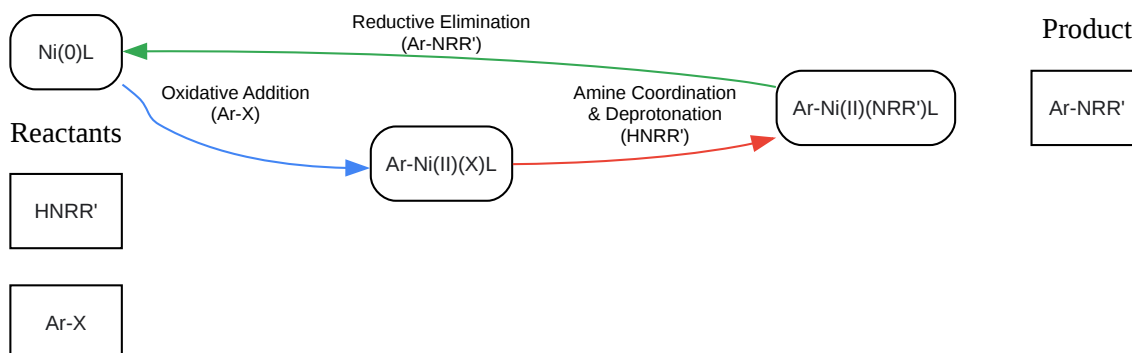 Reductive Elimination
(Ar-NRR')
Product
Ni(0)L
Oxidative Addition
(Ar-X)
Amine Coordination
& Deprotonation
(HNRR')
Ar-Ni(II)(NRR')L
Ar-NRR'
Reactants
Ar-Ni(II)(X)L
HNRR'
Ar-X